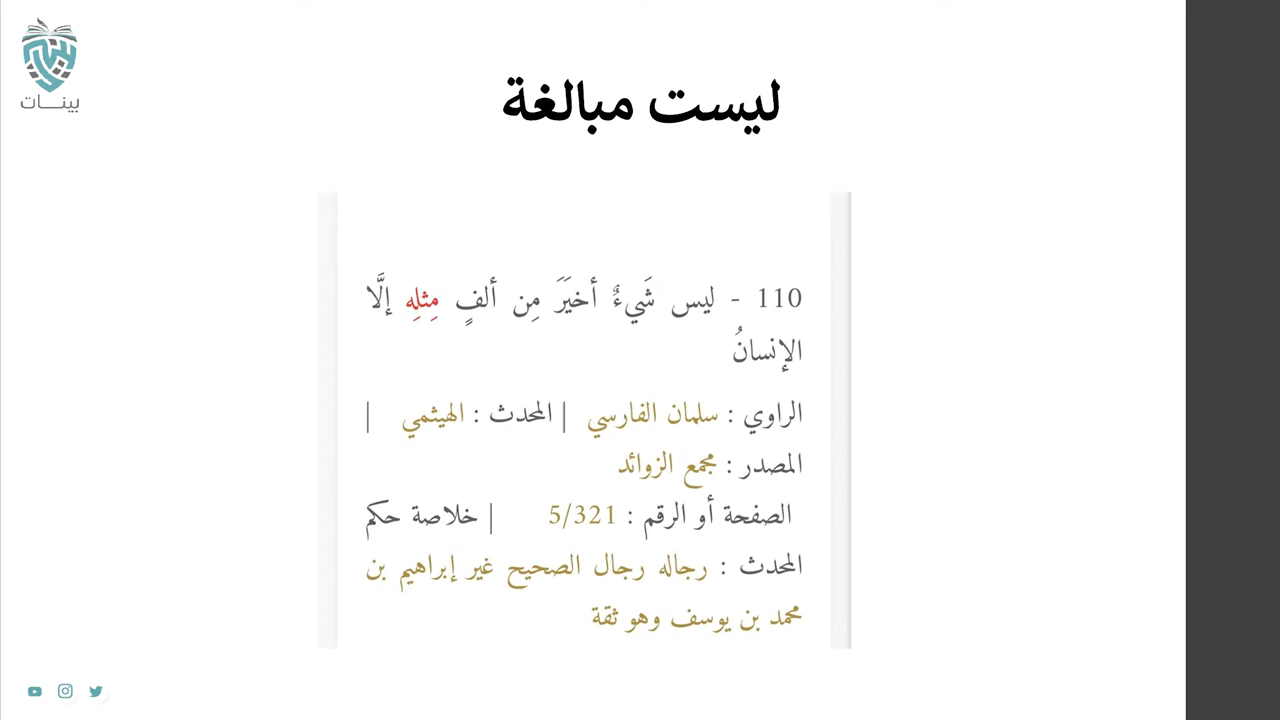 بينات
ليست مبالغة
110 - ليس شَيءٌ أخيَرَ مِن ألفٍ مِثلِه إلَّا
الإنسانُ
الراوي : سلمان الفارسي | المحدث : الهيثمي |
المصدر : مجمع الزوائد
الصفحة أو الرقم : 5/321 | خلاصة حكم
المحدث : رجاله رجال الصحيح غير إبراهيم بن
محمد بن يوسف وهو ثقة